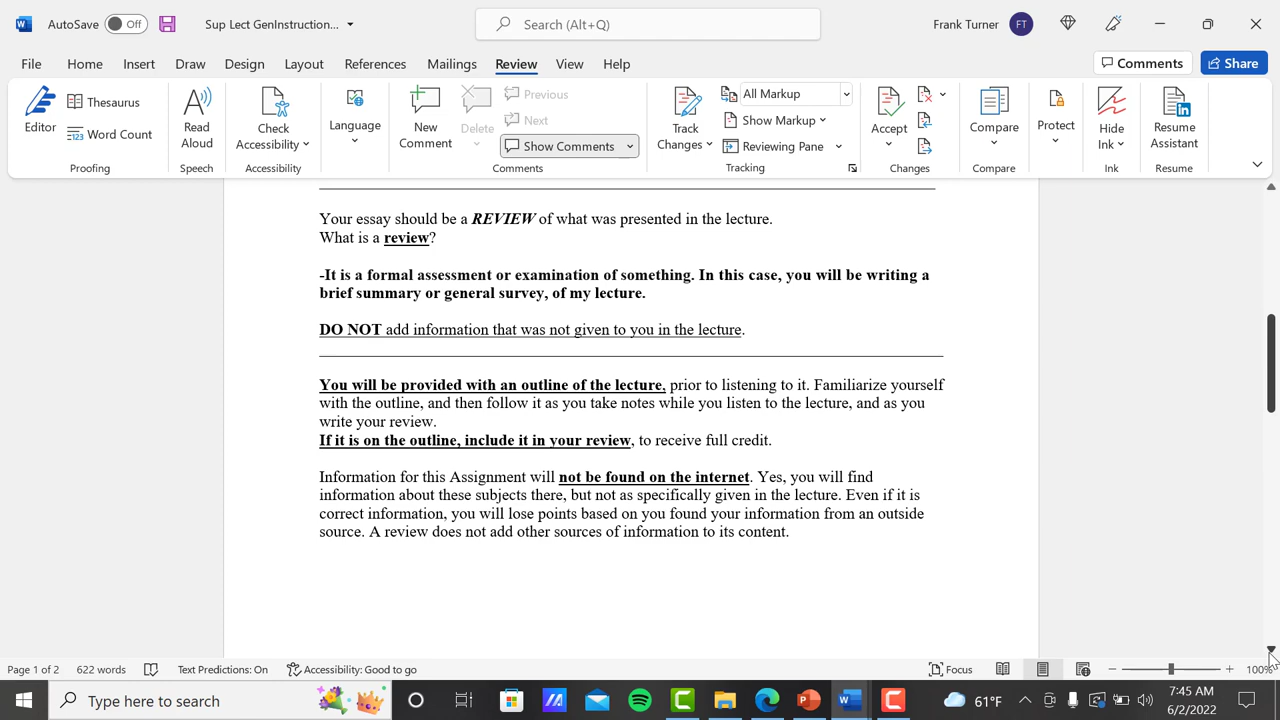 AutoSave Off Sup Lect GenInstruction... Search (Alt+Q) Frank Turner FT
File Home Insert Draw Design Layout References Mailings Review View Help Comments Share
Editor Thesaurus Word Count Read Aloud Check Accessibility Language New Comment Delete Previous Next Show Comments Track Changes All Markup Show Markup Reviewing Pane Accept Compare Protect Hide Ink Resume Assistant
Proofing Speech Accessibility Comments Tracking Changes Compare Ink Resume
Your essay should be a REVIEW of what was presented in the lecture.
What is a review?
-It is a formal assessment or examination of something. In this case, you will be writing a
brief summary or general survey, of my lecture.
DO NOT add information that was not given to you in the lecture.
You will be provided with an outline of the lecture, prior to listening to it. Familiarize yourself
with the outline, and then follow it as you take notes while you listen to the lecture, and as you
write your review.
If it is on the outline, include it in your review, to receive full credit.
Information for this Assignment will not be found on the internet. Yes, you will find
information about these subjects there, but not as specifically given in the lecture. Even if it is
correct information, you will lose points based on you found your information from an outside
source. A review does not add other sources of information to its content.
Page 1 of 2 622 words Text Predictions: On Accessibility: Good to go Focus 100%
Type here to search 61°F 7:45 AM
6/2/2022